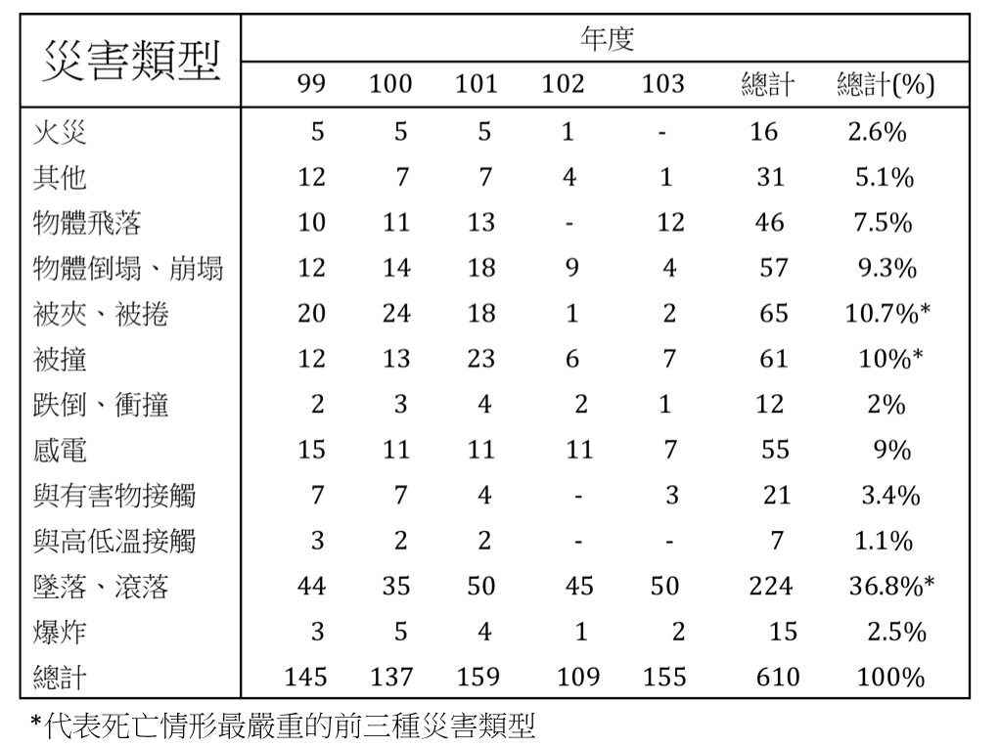 災害類型 年度
99 100 101 102 103 總計 總計(%)
火災 5 5 5 1 - 16 2.6%
其他 12 7 7 4 1 31 5.1%
物體飛落 10 11 13 - 12 46 7.5%
物體倒塌、崩塌 12 14 18 9 4 57 9.3%
被夾、被捲 20 24 18 1 2 65 10.7%*
被撞 12 13 23 6 7 61 10%*
跌倒、衝撞 2 3 4 2 1 12 2%
感電 15 11 11 11 7 55 9%
與有害物接觸 7 7 4 - 3 21 3.4%
與高低溫接觸 3 2 2 - - 7 1.1%
墜落、滾落 44 35 50 45 50 224 36.8%*
爆炸 3 5 4 1 2 15 2.5%
總計 145 137 159 109 155 610 100%
*代表死亡情形最嚴重的前三種災害類型